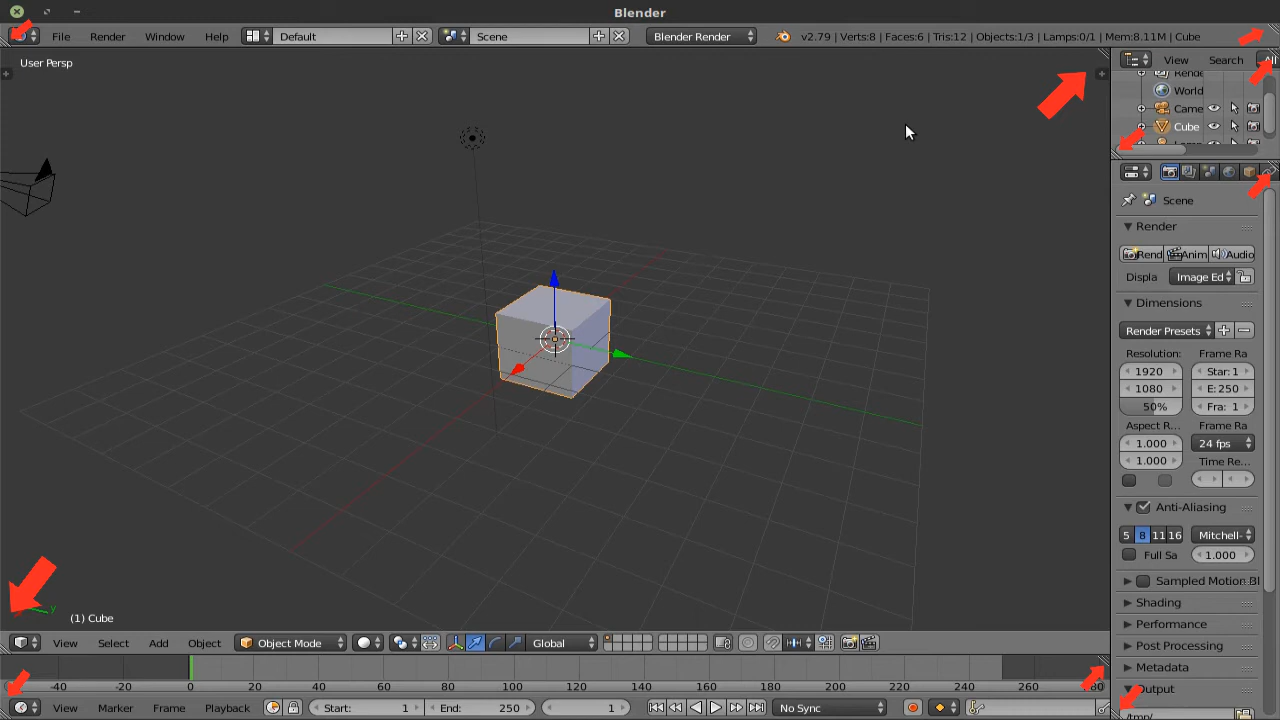 Blender
File Render Window Help Default Scene Blender Render v2.79 | Verts:8 | Faces:6 | Tris:12 | Objects:1/3 | Lamps:0/1 | Mem:8.11M | Cube
User Persp
View Search All
Rende
World
Came
Cube
Scene
Render
Rend Anim Audio
Displa Image Ed
Dimensions
Render Presets
Resolution: Frame Ra
1920 Star: 1
1080 E: 250
50% Fra: 1
Aspect R... Frame Ra
1.000 24 fps
1.000 Time Re...
Anti-Aliasing
5 8 11 16 Mitchell-
Full Sa 1.000
Sampled Motion Bl
Shading
Performance
Post Processing
Metadata
Output
/tmp/
y
(1) Cube
View Select Add Object Object Mode Global
-40 -20 0 20 40 60 80 100 120 140 160 180 200 220 240 260 280
View Marker Frame Playback Start: 1 End: 250 1 No Sync